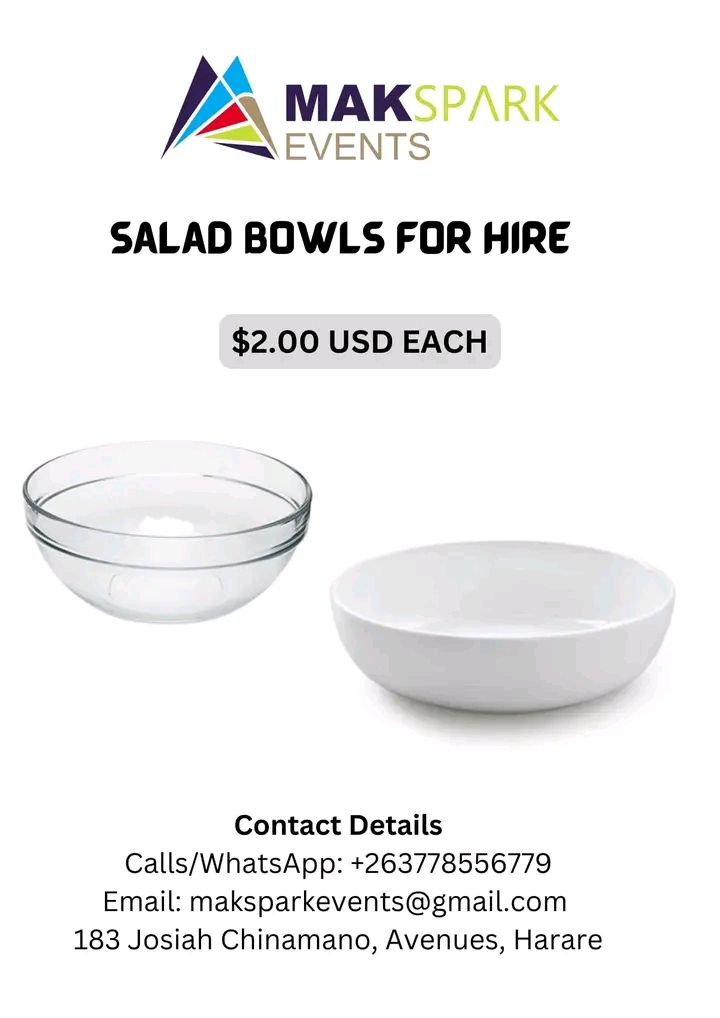 MAKSPARK
EVENTS
SALAD BOWLS FOR HIRE
$2.00 USD EACH
Contact Details
Calls/WhatsApp: +263778556779
Email: maksparkevents@gmail.com
183 Josiah Chinamano, Avenues, Harare